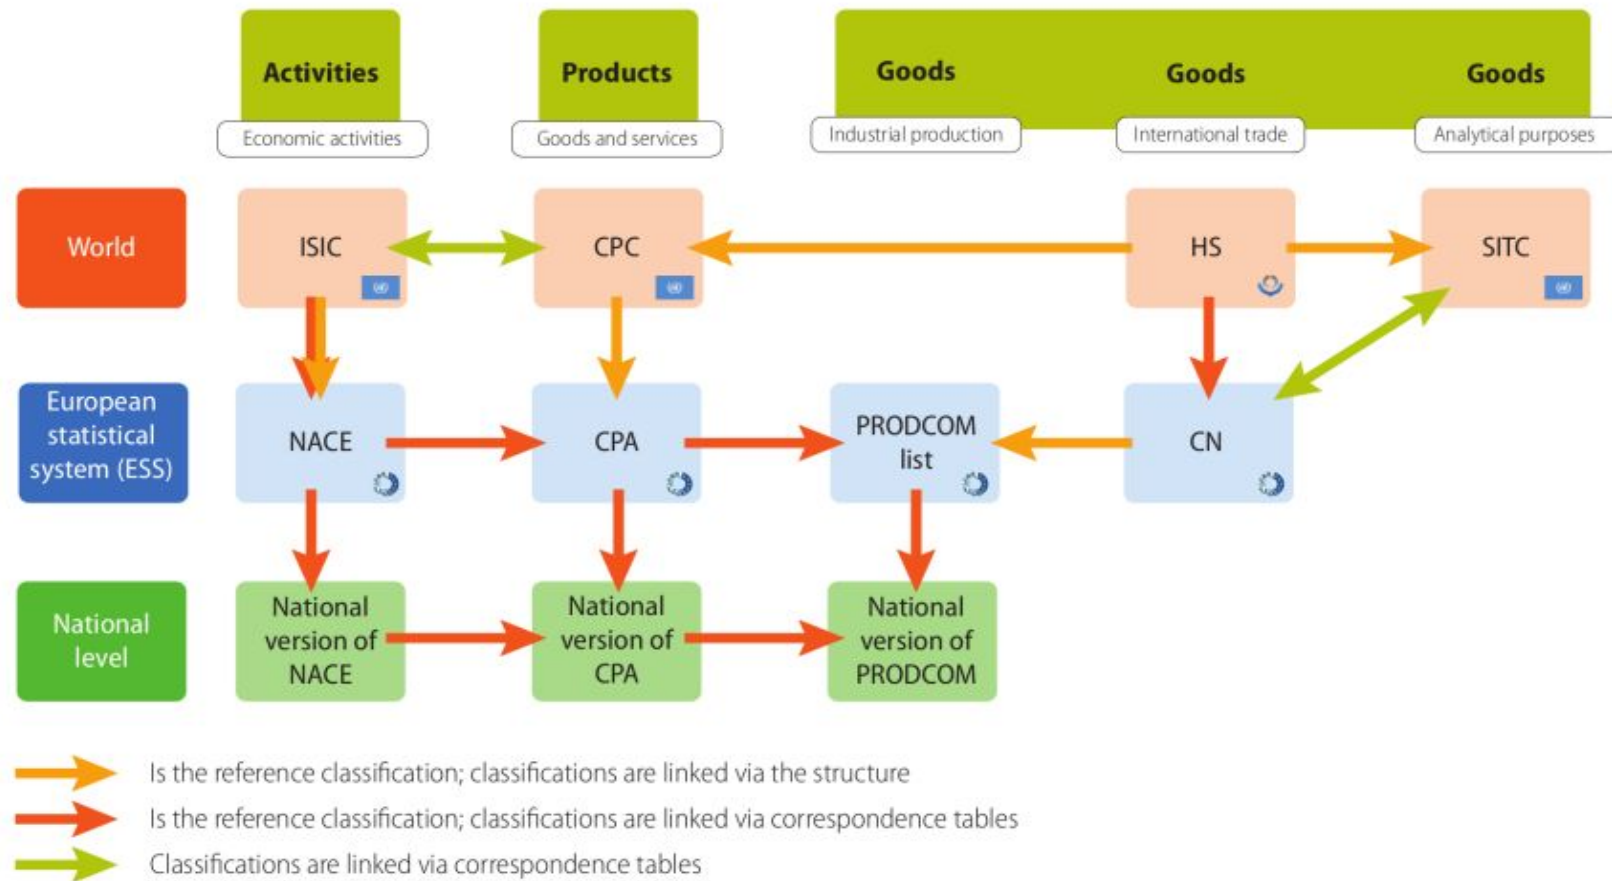 Activities
Products
Goods
Goods
Goods
Economic activities
Goods and services
Industrial production
International trade
Analytical purposes
World
ISIC
CPC
HS
SITC
European
statistical
system (ESS)
NACE
CPA
PRODCOM
list
CN
National
level
National
version of
NACE
National
version of
CPA
National
version of
PRODCOM
Is the reference classification; classifications are linked via the structure
Is the reference classification; classifications are linked via correspondence tables
Classifications are linked via correspondence tables